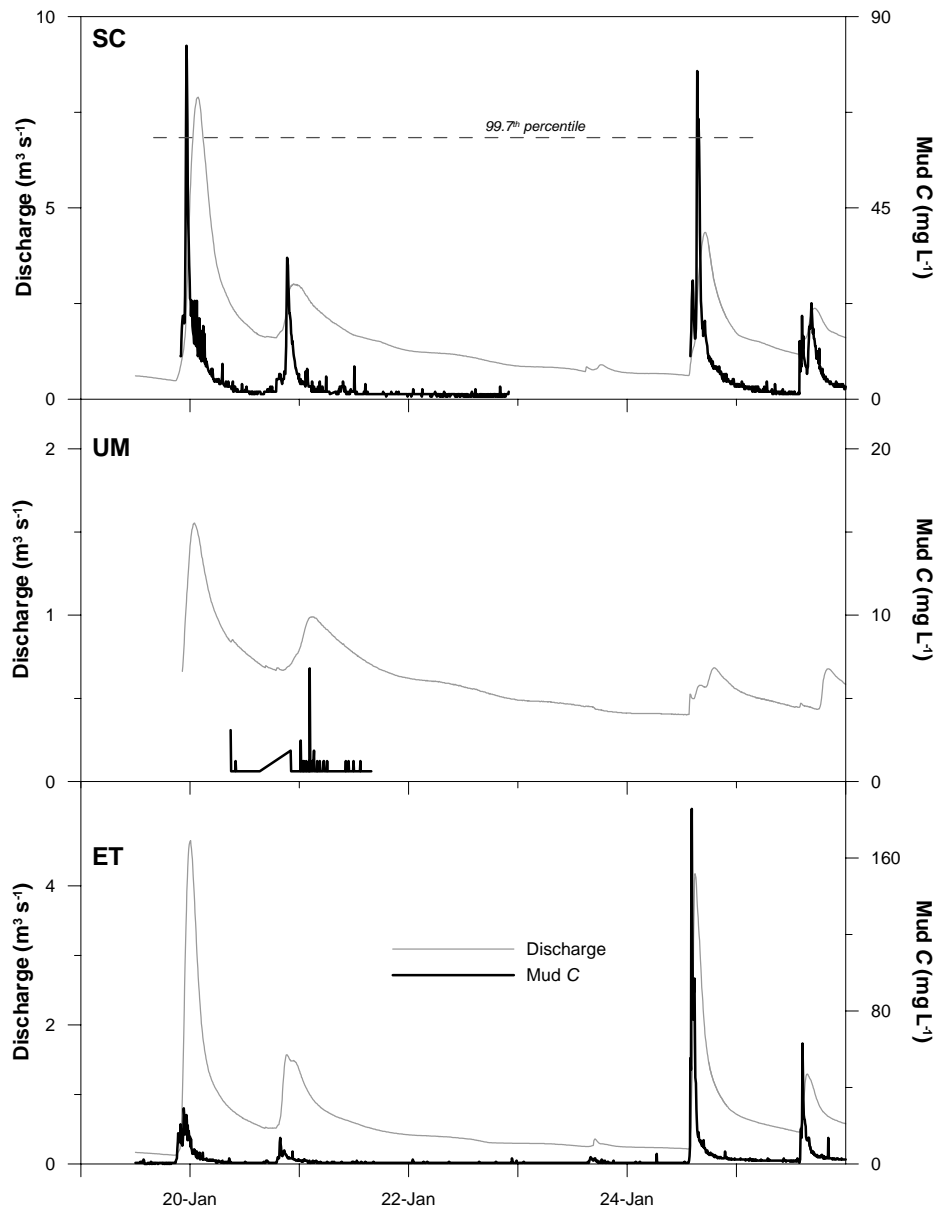 SC
10
5
0
Discharge (m³ s⁻¹)
99.7ᵗʰ percentile
90
45
0
Mud C (mg L⁻¹)
UM
2
1
0
Discharge (m³ s⁻¹)
20
10
0
Mud C (mg L⁻¹)
ET
4
2
0
Discharge (m³ s⁻¹)
Discharge
Mud C
160
80
0
Mud C (mg L⁻¹)
20-Jan 22-Jan 24-Jan